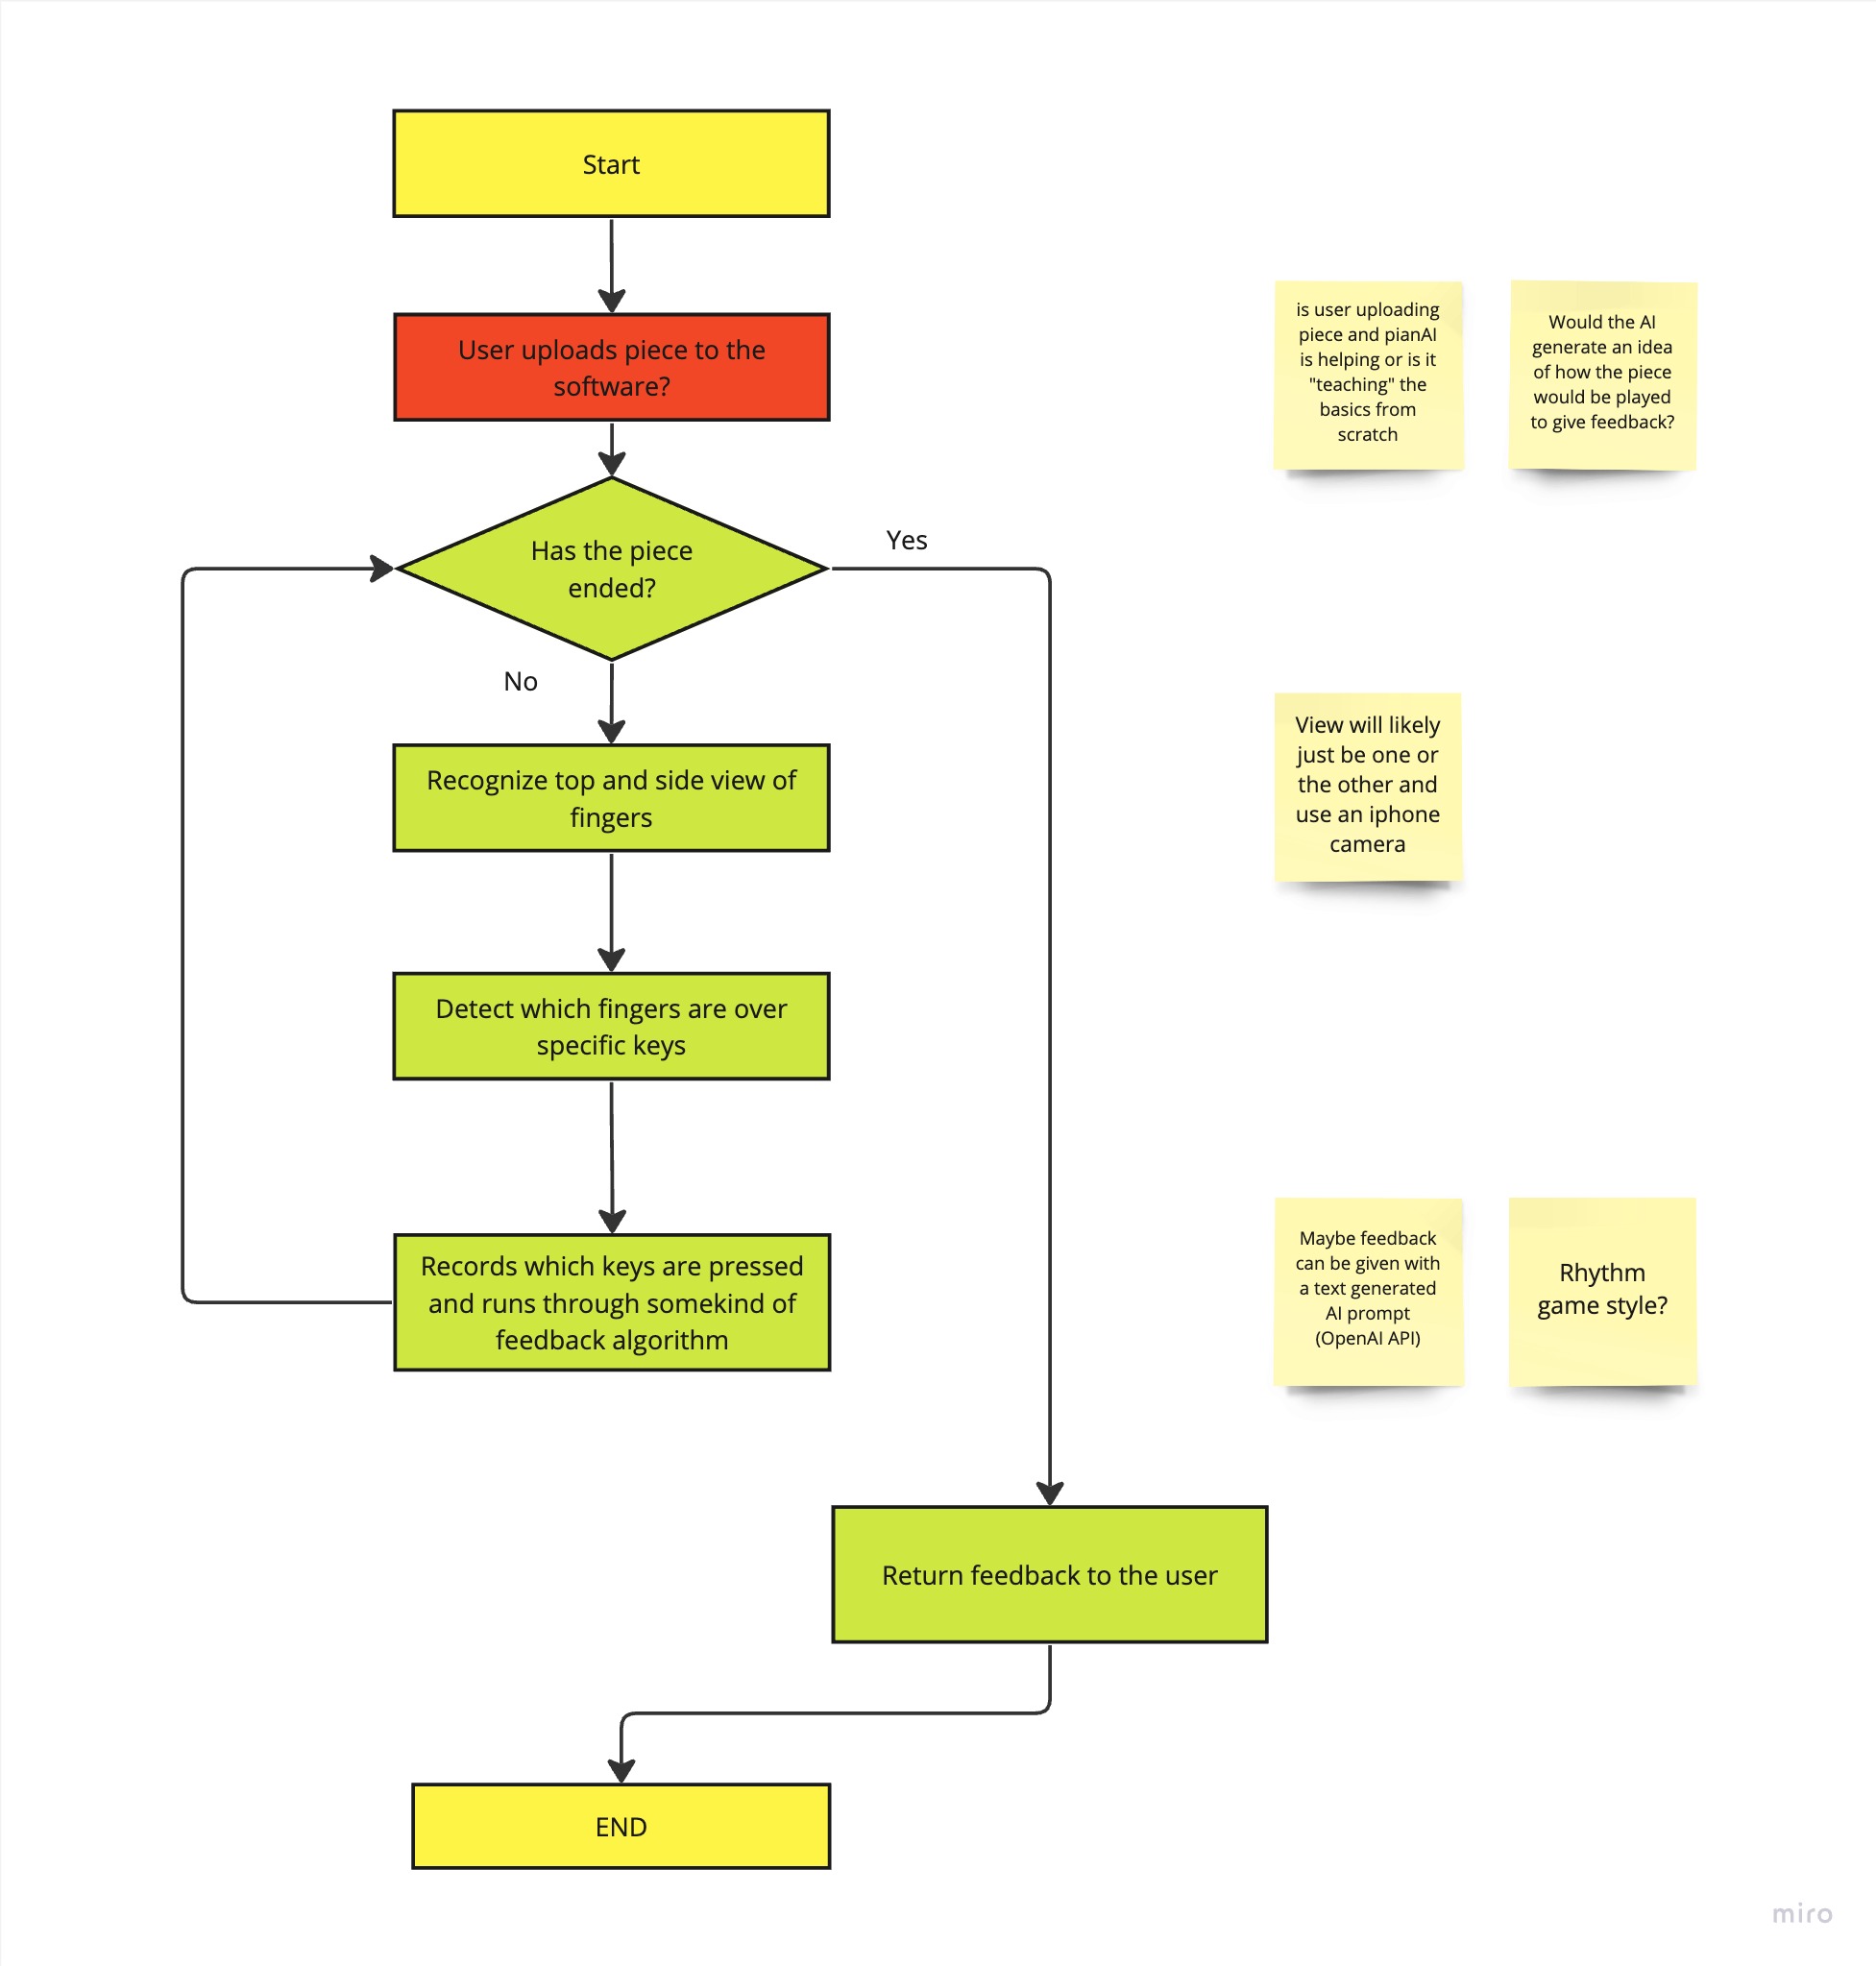 Start
User uploads piece to the
software?
is user uploading
piece and pianAI
is helping or is it
"teaching" the
basics from
scratch
Would the AI
generate an idea
of how the piece
would be played
to give feedback?
Has the piece
ended?
Yes
No
Recognize top and side view of
fingers
View will likely
just be one or
the other and
use an iphone
camera
Detect which fingers are over
specific keys
Records which keys are pressed
and runs through somekind of
feedback algorithm
Maybe feedback
can be given with
a text generated
AI prompt
(OpenAI API)
Rhythm
game style?
Return feedback to the user
END
miro